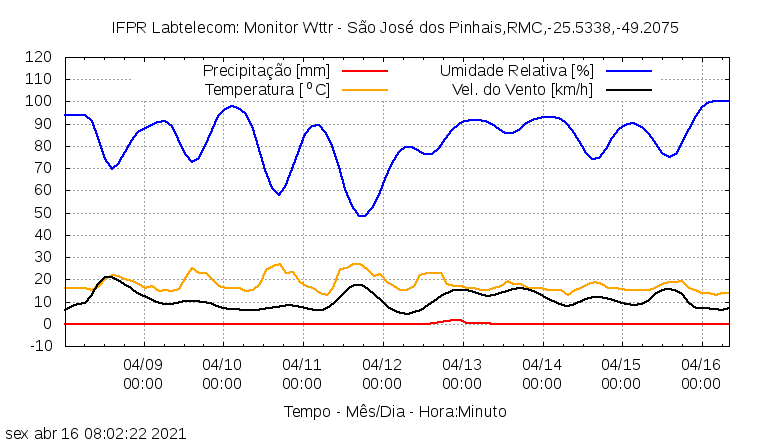 IFPR Labtelecom: Monitor Wttr - São José dos Pinhais,RMC,-25.5338,-49.2075
120
110
100
90
80
70
60
50
40
30
20
10
0
-10
Precipitação [mm]
Temperatura [ ⁰C]
Umidade Relativa [%]
Vel. do Vento [km/h]
04/09 04/10 04/11 04/12 04/13 04/14 04/15 04/16
00:00 00:00 00:00 00:00 00:00 00:00 00:00 00:00
Tempo - Mês/Dia - Hora:Minuto
sex abr 16 08:02:22 2021